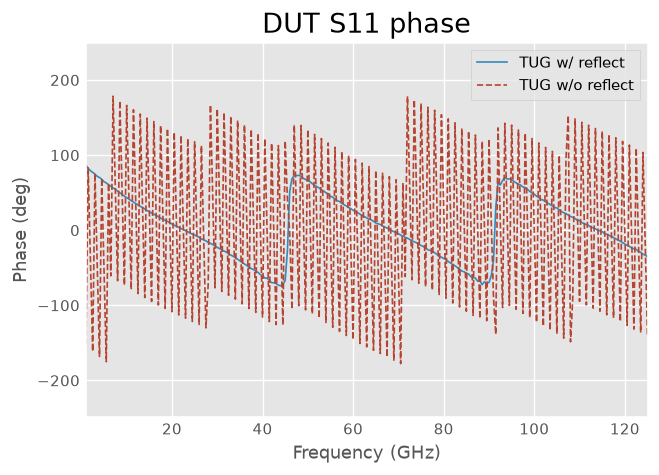 DUT S11 phase
TUG w/ reflect
TUG w/o reflect
200
100
0
−100
−200
Phase (deg)
20
40
60
80
100
120
Frequency (GHz)